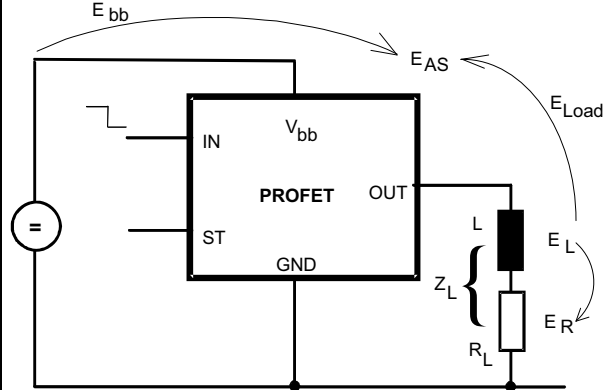 E bb
E AS
E Load
IN
V bb
PROFET
OUT
=
ST
GND
L
E L
Z L
{
E R
R L